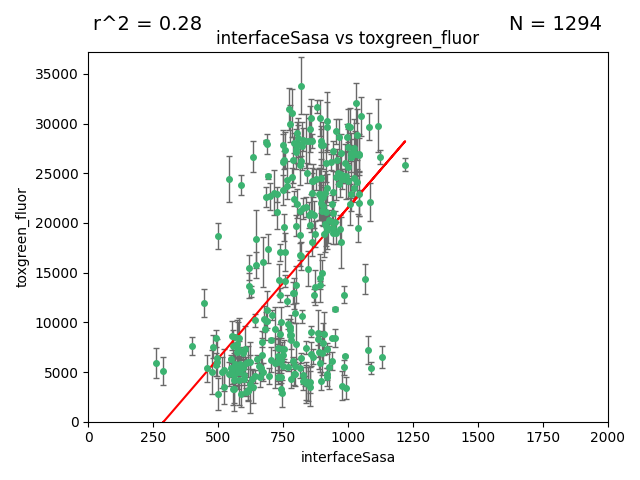 r^2 = 0.28
N = 1294
interfaceSasa vs toxgreen_fluor
35000
30000
25000
20000
15000
10000
5000
0
toxgreen_fluor
0 250 500 750 1000 1250 1500 1750 2000
interfaceSasa